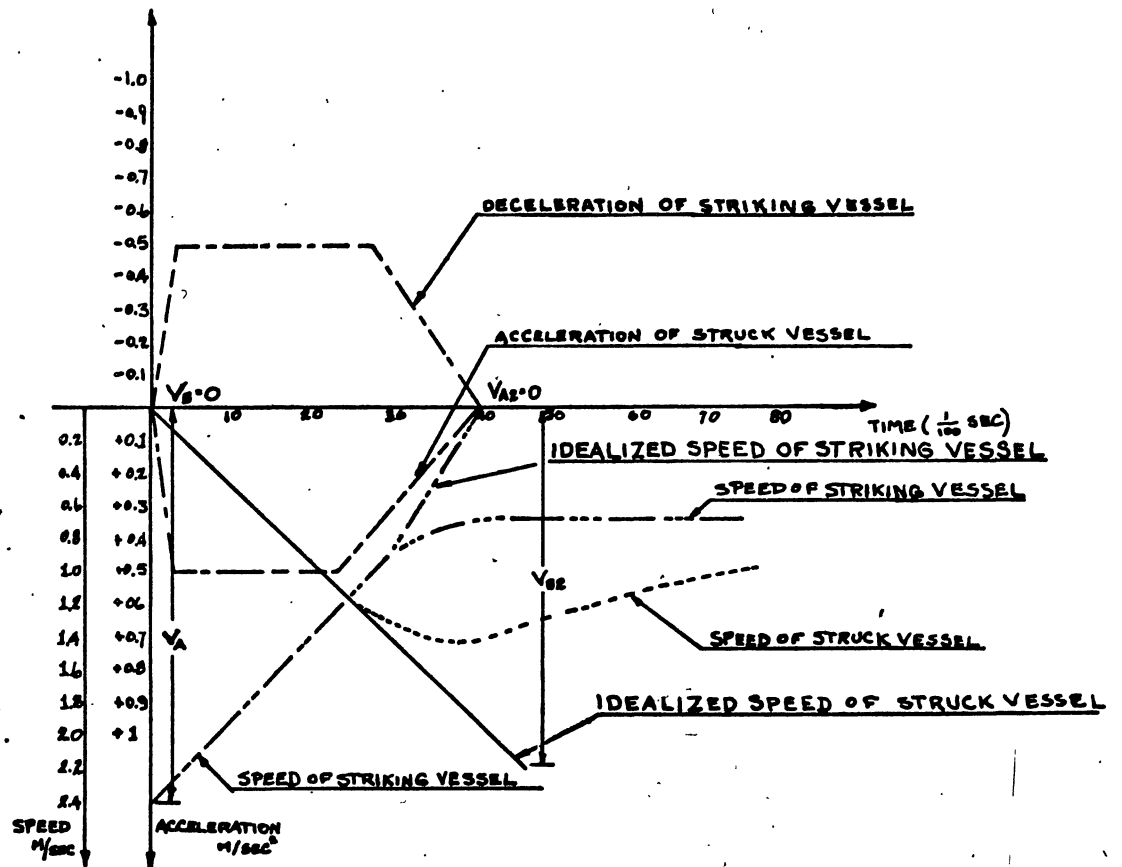 -1.0
-0.9
-0.8
-0.7
-0.6
DECELERATION OF STRIKING VESSEL
-0.5
-0.4
-0.3
-0.2
ACCELERATION OF STRUCK VESSEL
-0.1
VB=0
VA2=0
10 20 30 40 50 60 70 80
TIME ( 1/100 SEC)
0.2 +0.1
IDEALIZED SPEED OF STRIKING VESSEL
0.4 +0.2
SPEED OF STRIKING VESSEL
0.6 +0.3
0.8 +0.4
1.0 +0.5
VB2
1.2 +0.6
1.4 +0.7
VA
SPEED OF STRUCK VESSEL
1.6 +0.8
1.8 +0.9
IDEALIZED SPEED OF STRUCK VESSEL
2.0 +1
2.2
SPEED OF STRIKING VESSEL
2.4
SPEED
M/SEC
ACCELERATION
M/SEC²